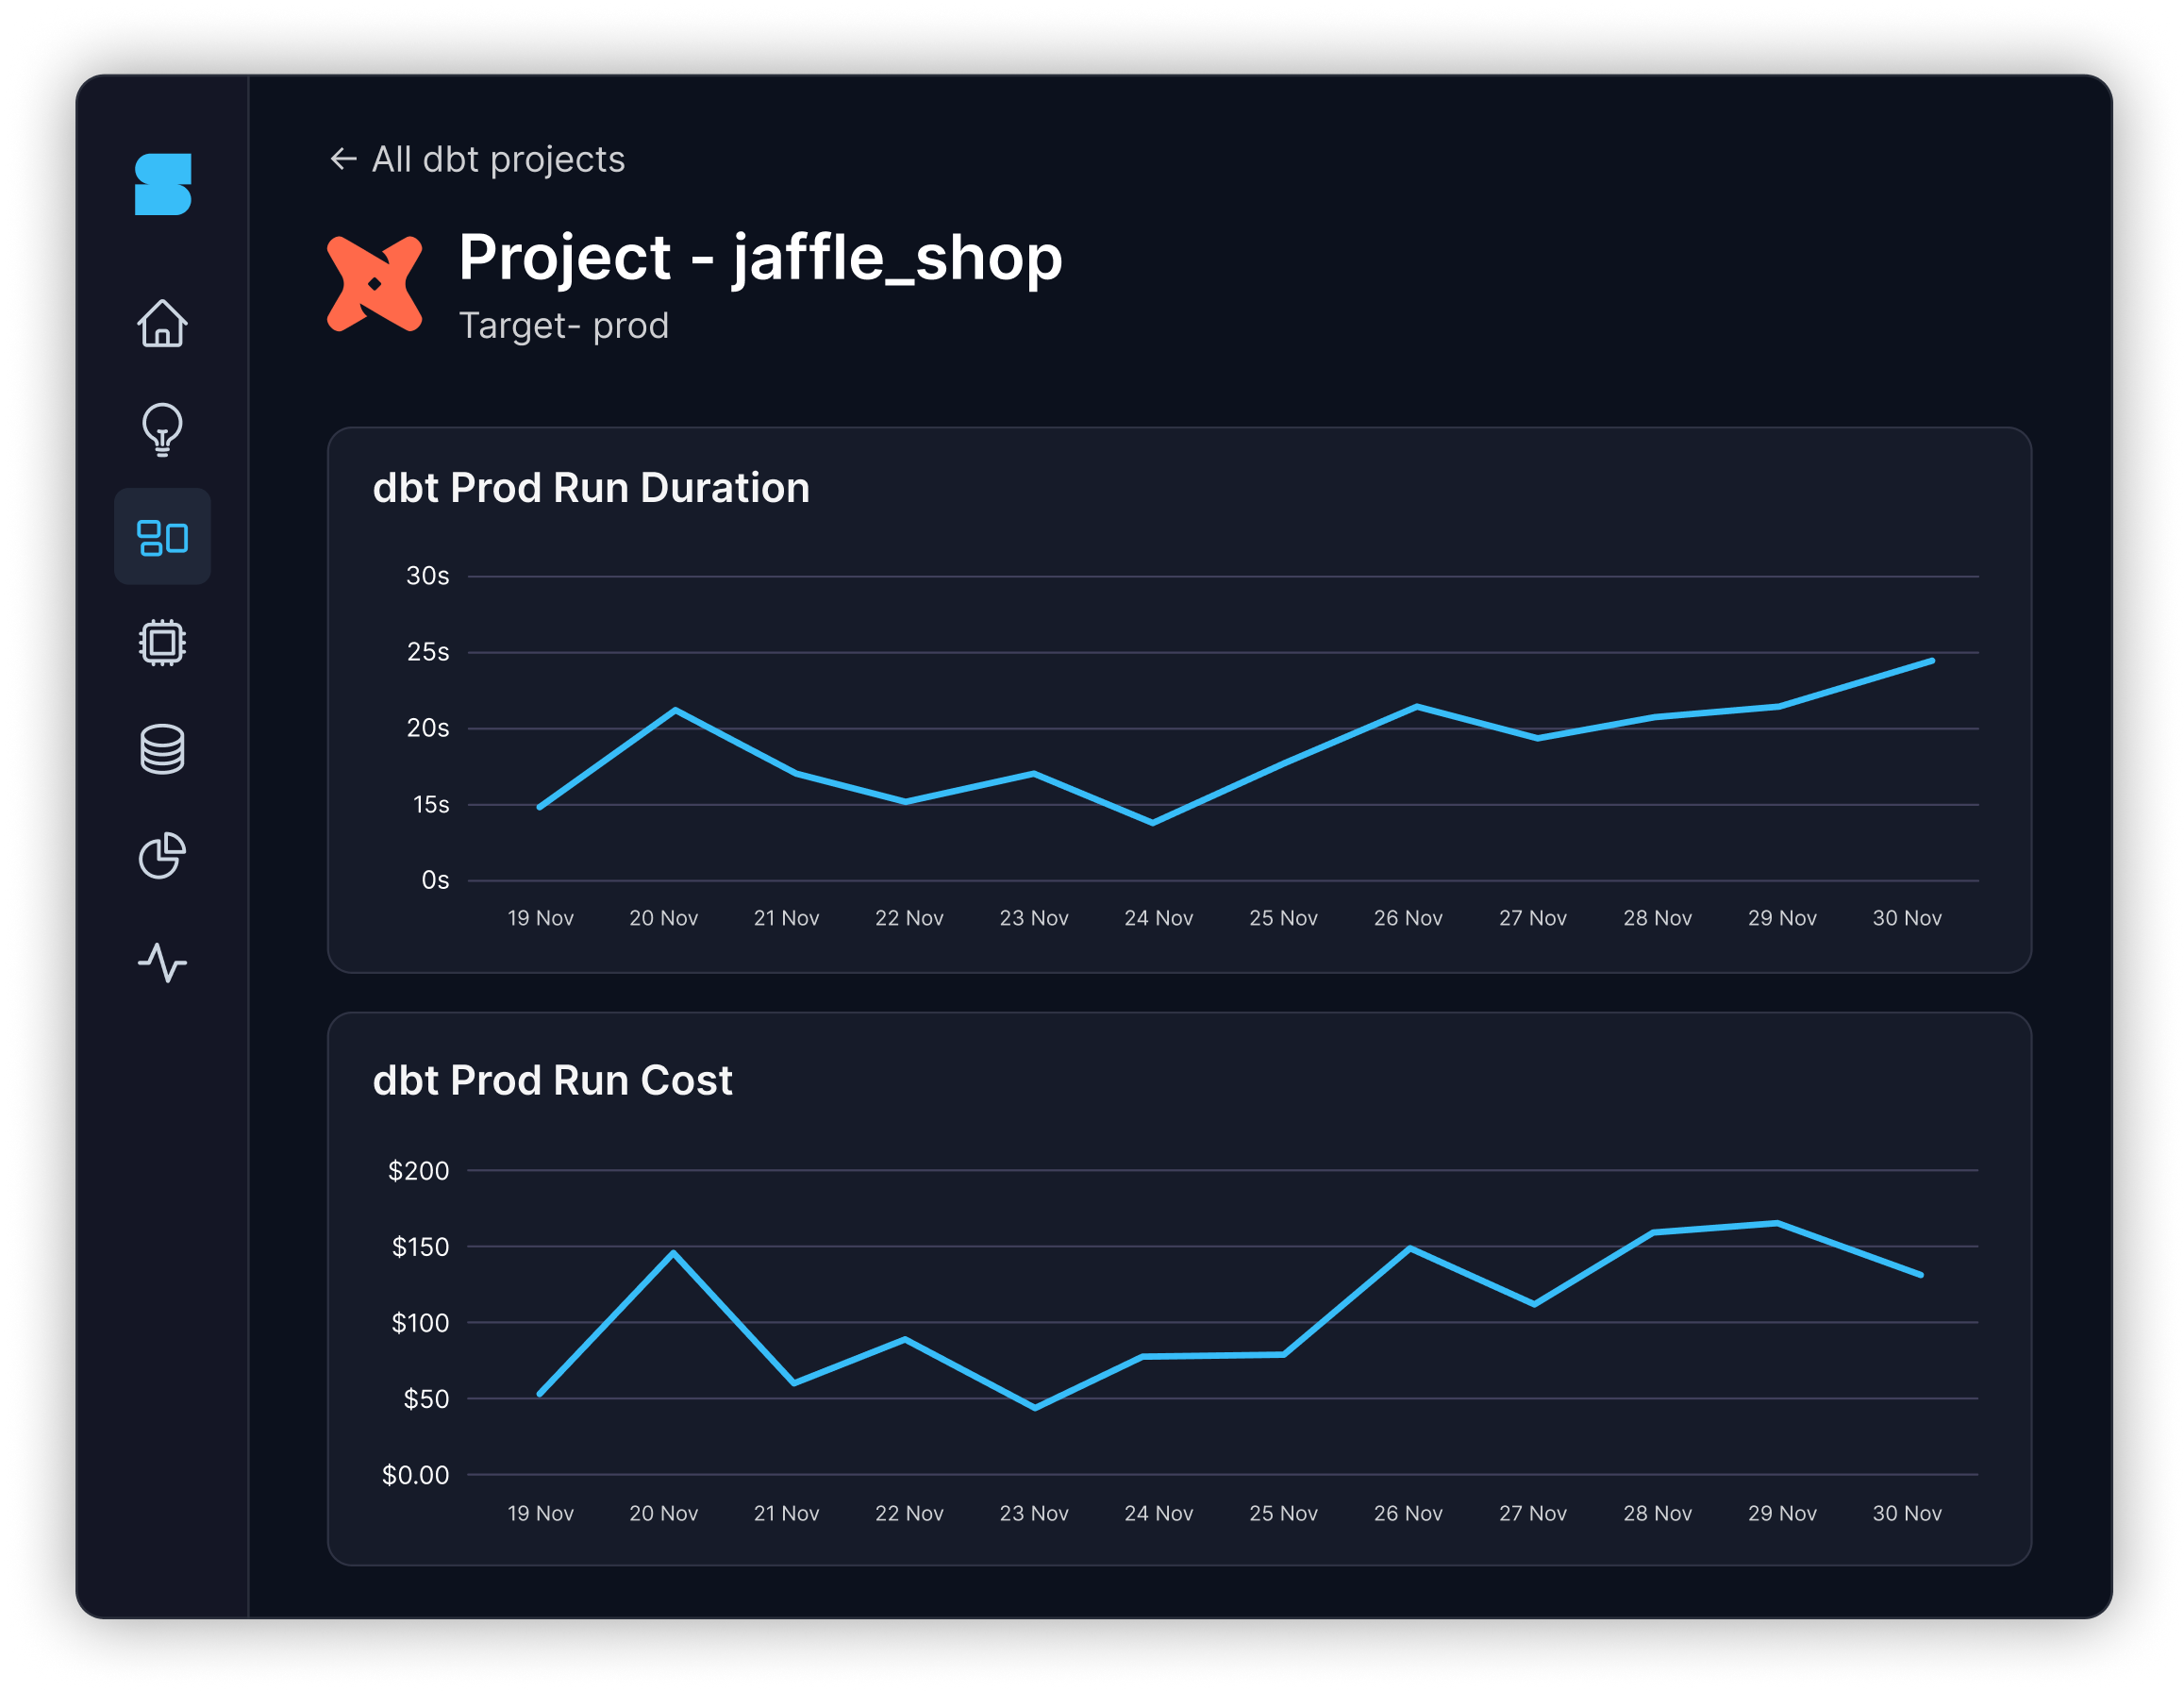 All dbt projects
Project - jaffle_shop
Target- prod
dbt Prod Run Duration
30s
25s
20s
15s
0s
19 Nov 20 Nov 21 Nov 22 Nov 23 Nov 24 Nov 25 Nov 26 Nov 27 Nov 28 Nov 29 Nov 30 Nov
dbt Prod Run Cost
$200
$150
$100
$50
$0.00
19 Nov 20 Nov 21 Nov 22 Nov 23 Nov 24 Nov 25 Nov 26 Nov 27 Nov 28 Nov 29 Nov 30 Nov